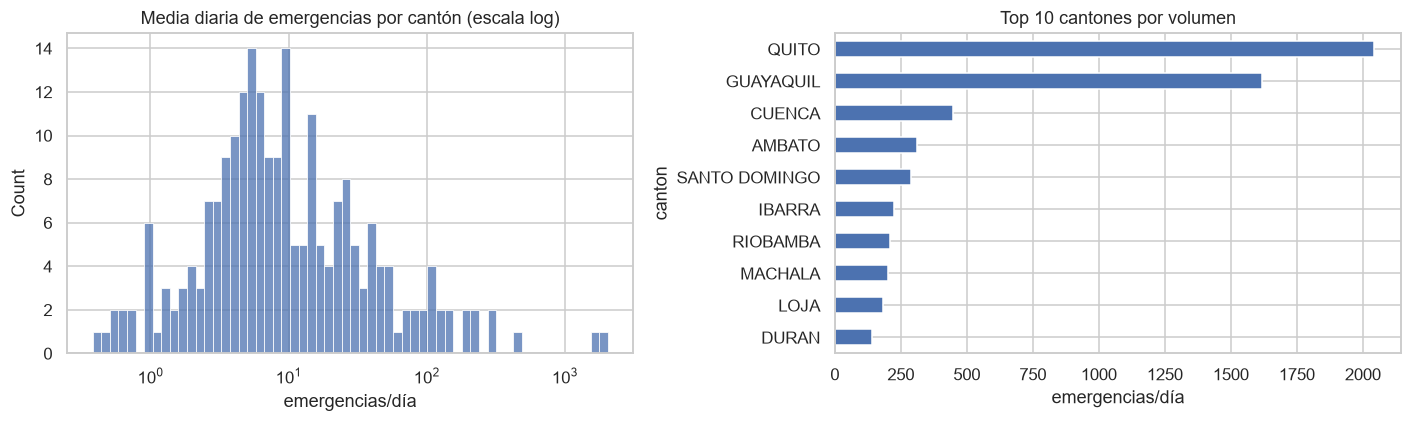 Media diaria de emergencias por cantón (escala log)
14
12
10
8
6
4
2
0
Count
10⁰
10¹
10²
10³
emergencias/día
Top 10 cantones por volumen
QUITO
GUAYAQUIL
CUENCA
AMBATO
SANTO DOMINGO
IBARRA
RIOBAMBA
MACHALA
LOJA
DURAN
canton
0 250 500 750 1000 1250 1500 1750 2000
emergencias/día